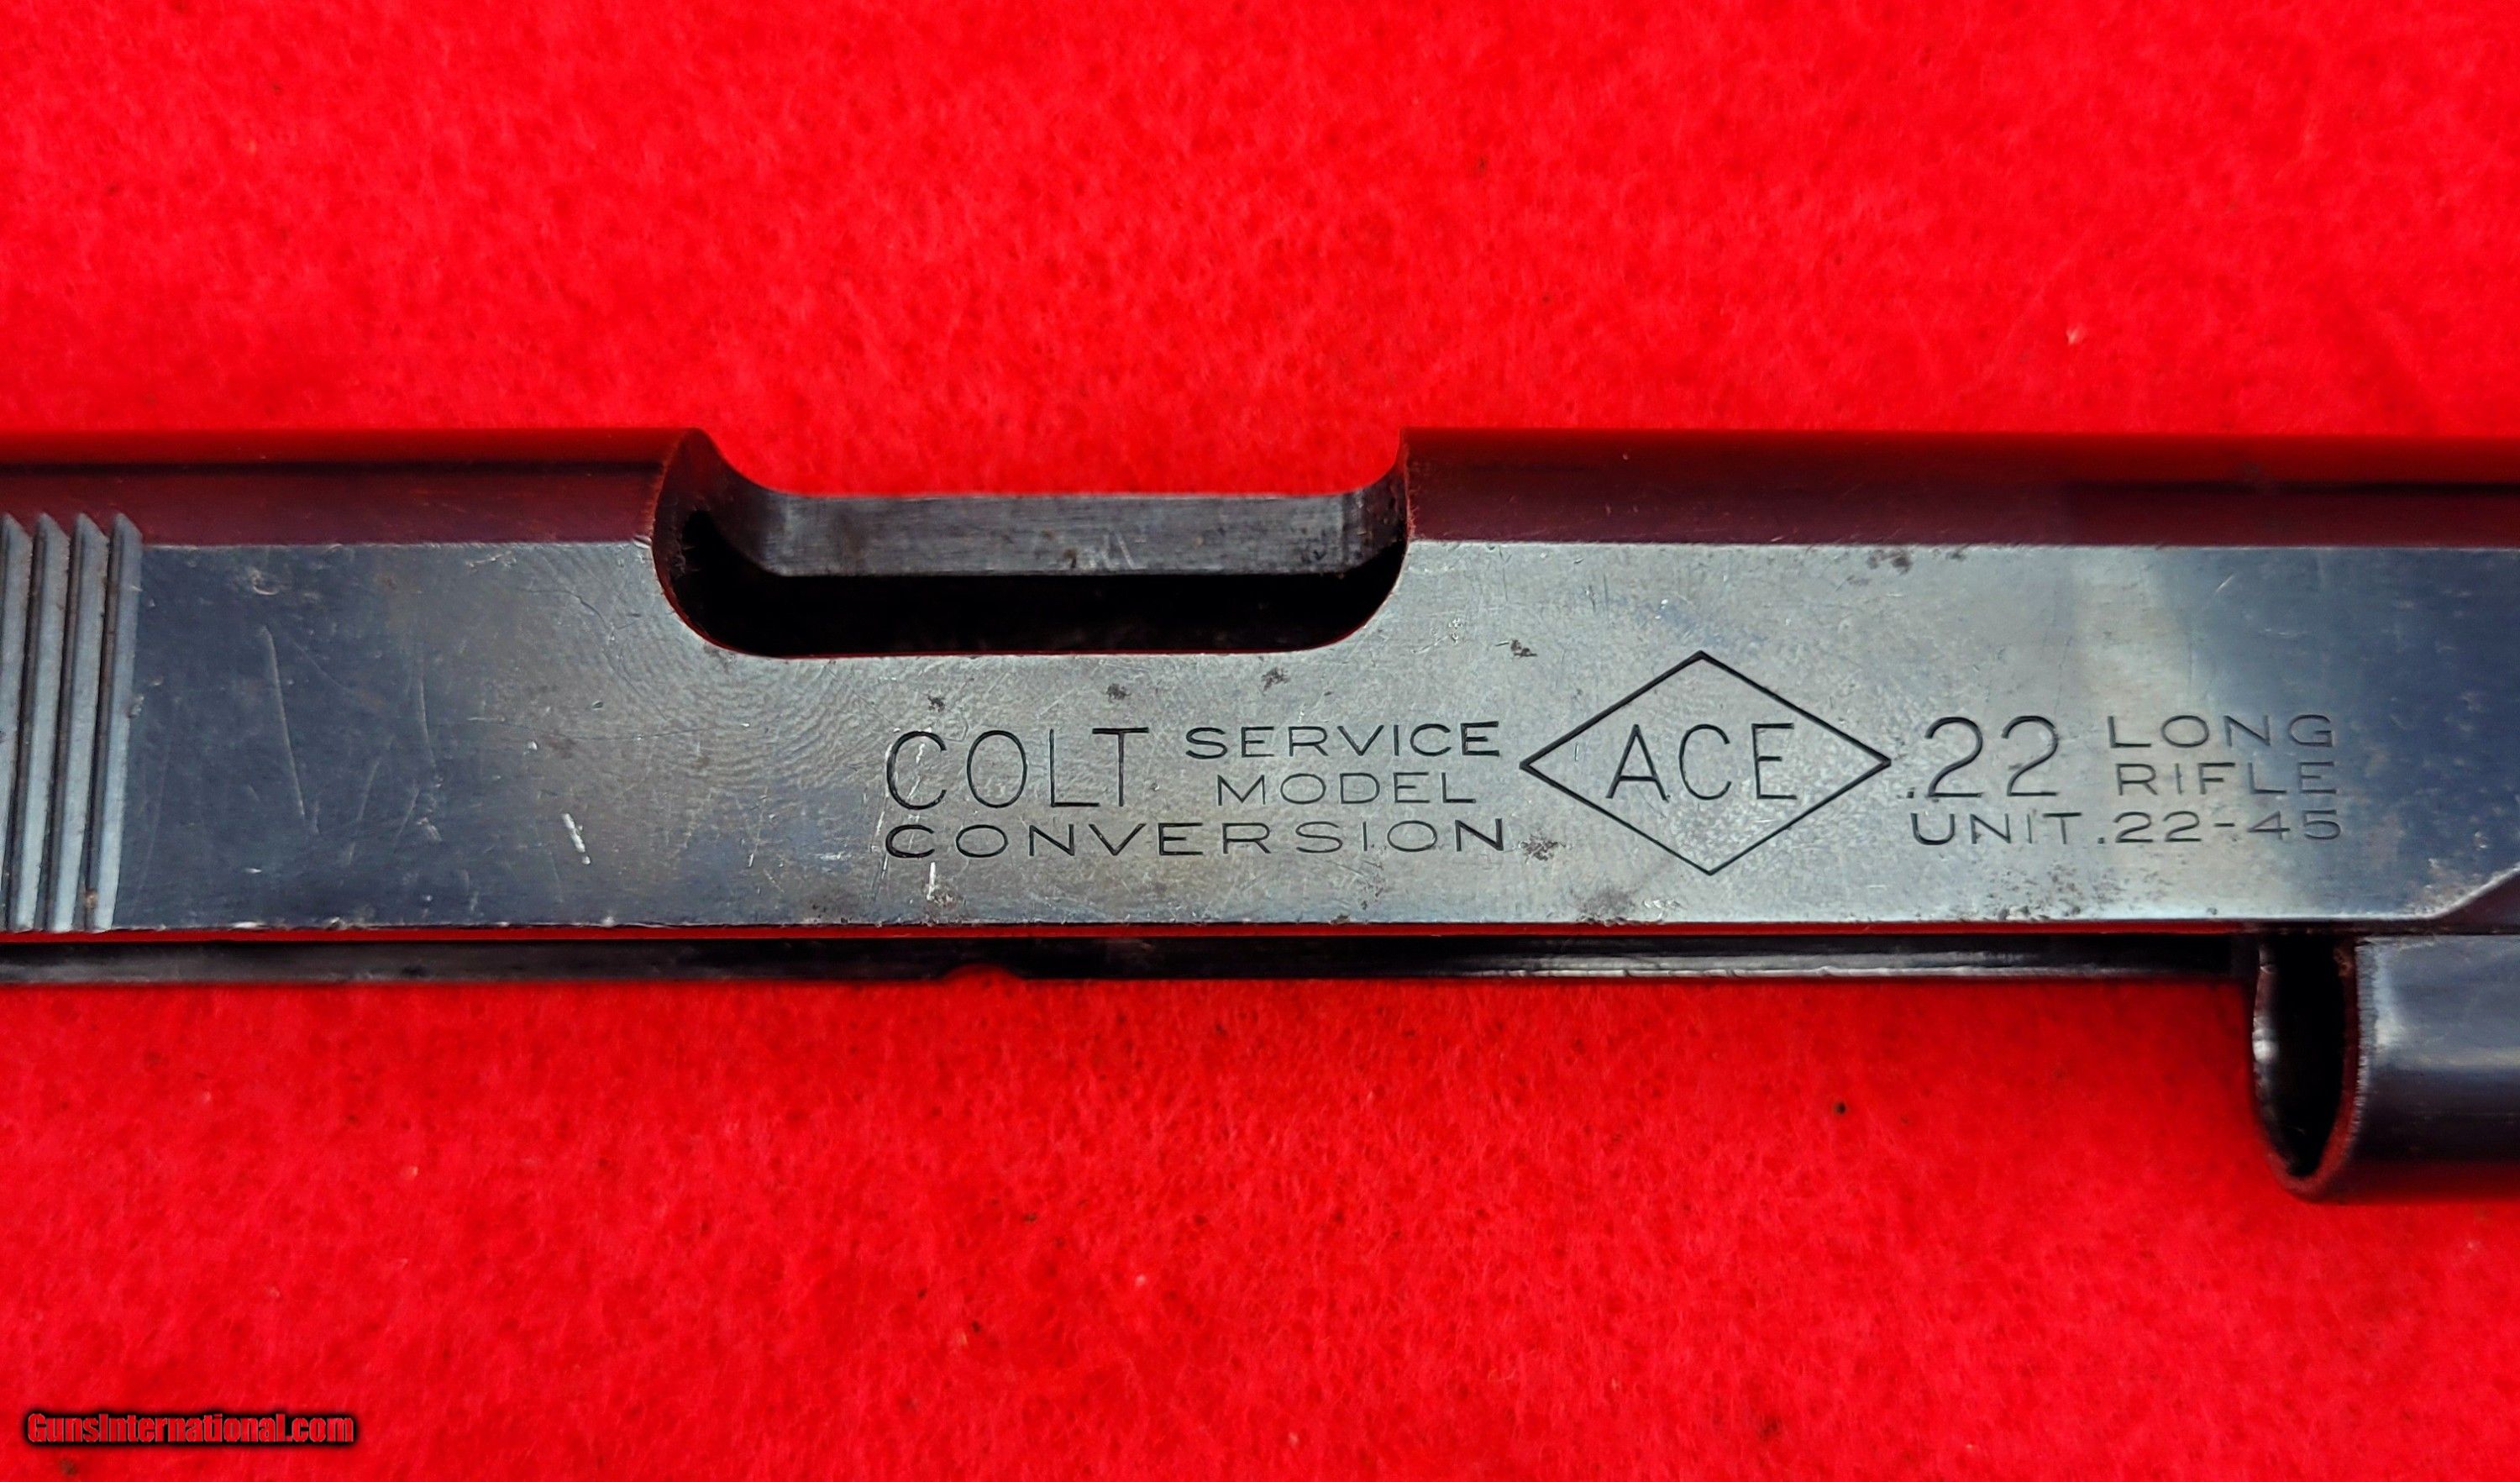 COLT SERVICE MODEL ACE .22 LONG RIFLE
CONVERSION UNIT .22-45
GunsInternational.com